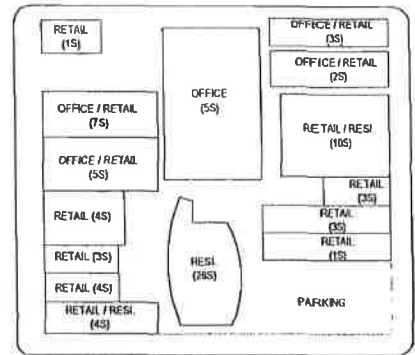 RETAIL
(1S)
OFFICE / RETAIL
(3S)
OFFICE / RETAIL
(2S)
OFFICE
(5S)
OFFICE / RETAIL
(7S)
OFFICE / RETAIL
(5S)
RETAIL / RESI.
(10S)
RETAIL (4S)
RETAIL
(3S)
RETAIL
(3S)
RETAIL
(1S)
RETAIL (3S)
RETAIL (4S)
RETAIL / RESI.
(4S)
RESI.
(26S)
PARKING